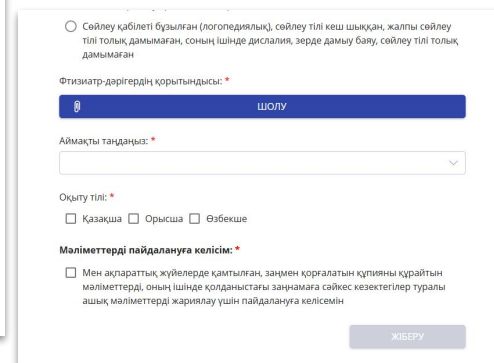 Сөйлеу қабілеті бұзылған (логопедиялық), сөйлеу тілі кеш шыққан, жалпы сөйлеу
тілі толық дамымаған, соның ішінде дислалия, зерде дамыу баяу, сөйлеу тілі толық
дамымаған
Фтизиатр-дәрігердің қорытындысы: *
ШОЛУ
Аймақты таңдаңыз: *
Оқыту тілі: *
Қазақша Орысша Өзбекше
Мәліметтерді пайдалануға келісім: *
Мен ақпараттық жүйелерде қамтылған, заңмен қорғалатын құпияны құрайтын
мәліметтерді, оның ішінде қолданыстағы заңнамаға сәйкес кезектегілер туралы
ашық мәліметтерді жариялау үшін пайдалануға келісемін
ЖІБЕРУ